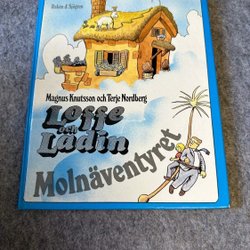 Rabén & Sjögren
Magnus Knutsson och Terje Nordberg
Loffe
och
Ladin
Molnäventyret